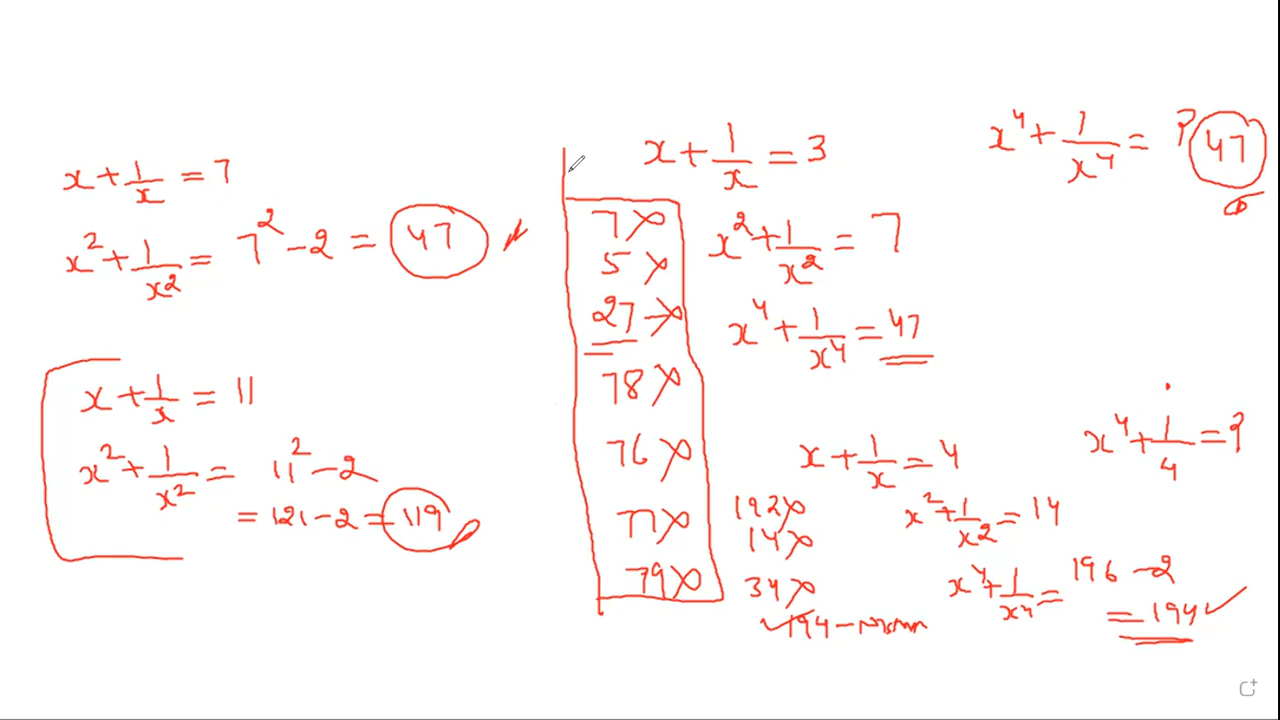 x + 1/x = 7
x² + 1/x² = 7² - 2 = 47
x + 1/x = 11
x² + 1/x² = 11² - 2
= 121 - 2 = 119
x + 1/x = 3
x⁴ + 1/x⁴ = ? 47
7 ×
5 ×
27 ×
78 ×
76 ×
77 ×
79 ×
x² + 1/x² = 7
x⁴ + 1/x⁴ = 47
x + 1/x = 4
x⁴ + 1/4 = ?
192 ×
14 ×
34 ×
194 -
x² + 1/x² = 14
x⁴ + 1/x⁴ = 196 - 2
= 194 ✓